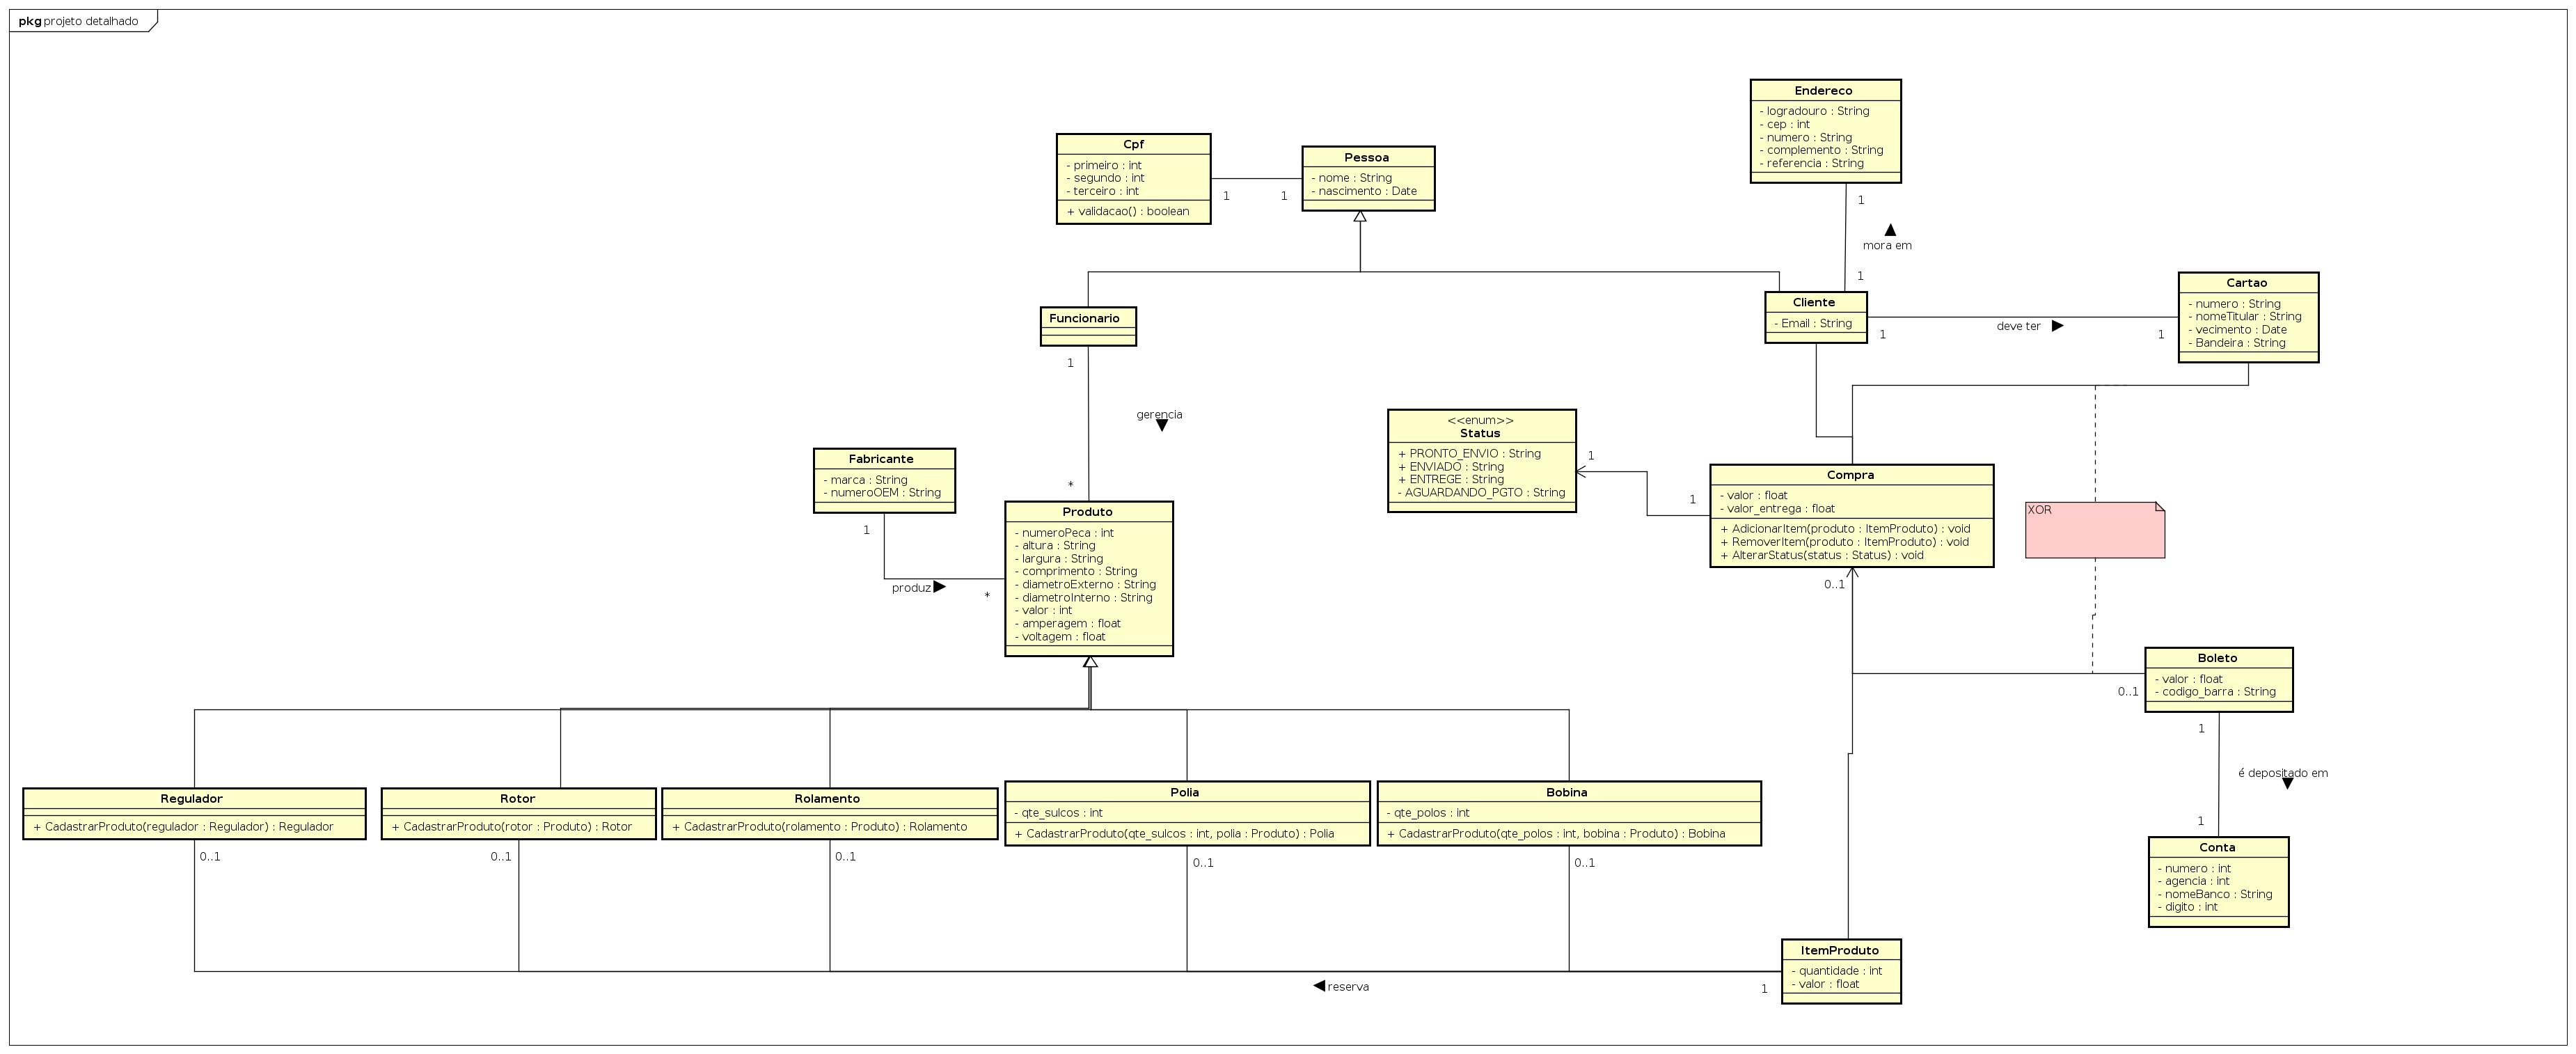 pkg projeto detalhado
Endereco
- logradouro : String
- cep : int
- numero : String
- complemento : String
- referencia : String
Cpf
- primeiro : int
- segundo : int
- terceiro : int
+ validacao() : boolean
1
1
Pessoa
- nome : String
- nascimento : Date
1
mora em
1
Funcionario
Cliente
- Email : String
1
deve ter
1
Cartao
- numero : String
- nomeTitular : String
- vecimento : Date
- Bandeira : String
1
gerencia
*
<<enum>>
Status
+ PRONTO_ENVIO : String
+ ENVIADO : String
+ ENTREGE : String
- AGUARDANDO_PGTO : String
1
1
Compra
- valor : float
- valor_entrega : float
+ AdicionarItem(produto : ItemProduto) : void
+ RemoverItem(produto : ItemProduto) : void
+ AlterarStatus(status : Status) : void
0..1
XOR
Fabricante
- marca : String
- numeroOEM : String
1
produz
*
Produto
- numeroPeca : int
- altura : String
- largura : String
- comprimento : String
- diametroExterno : String
- diametroInterno : String
- valor : int
- amperagem : float
- voltagem : float
0..1
Boleto
- valor : float
- codigo_barra : String
1
é depositado em
1
Conta
- numero : int
- agencia : int
- nomeBanco : String
- digito : int
Regulador
+ CadastrarProduto(regulador : Regulador) : Regulador
0..1
Rotor
+ CadastrarProduto(rotor : Produto) : Rotor
0..1
Rolamento
+ CadastrarProduto(rolamento : Produto) : Rolamento
0..1
Polia
- qte_sulcos : int
+ CadastrarProduto(qte_sulcos : int, polia : Produto) : Polia
0..1
Bobina
- qte_polos : int
+ CadastrarProduto(qte_polos : int, bobina : Produto) : Bobina
0..1
reserva
1
ItemProduto
- quantidade : int
- valor : float